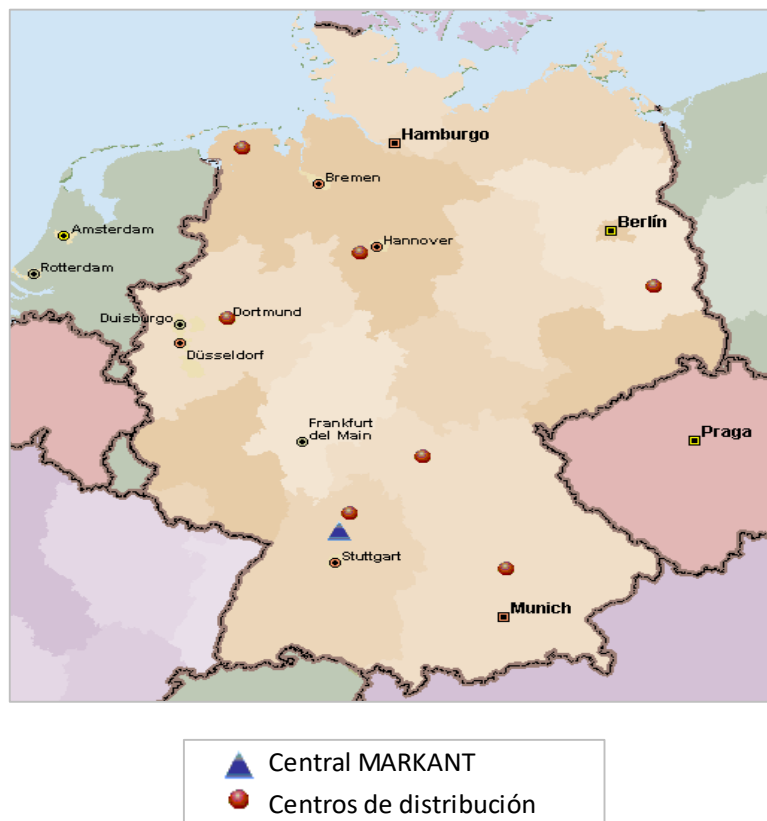 Hamburgo
Bremen
Amsterdam
Berlín
Hannover
Rotterdam
Duisburgo
Dortmund
Düsseldorf
Frankfurt
del Main
Praga
Stuttgart
Munich
Central MARKANT
Centros de distribución